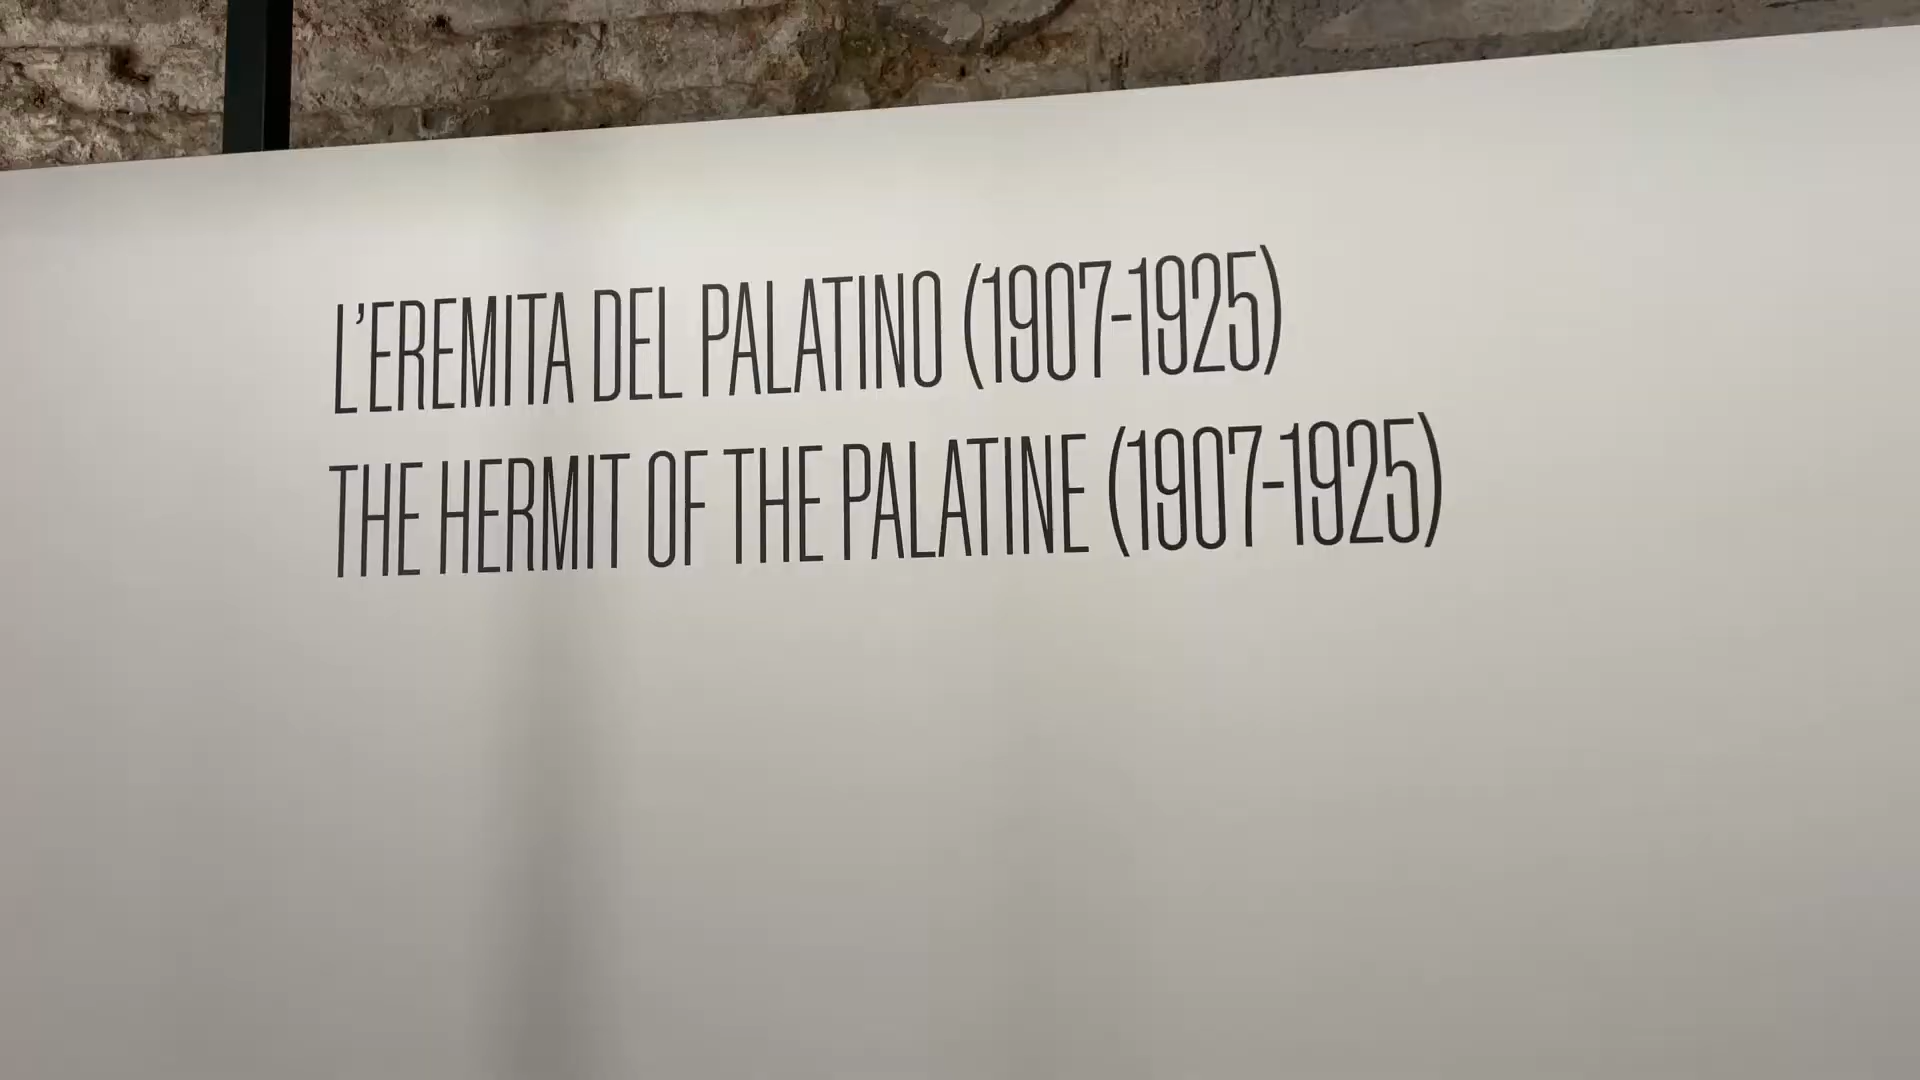 L'EREMITA DEL PALATINO (1907-1925)
THE HERMIT OF THE PALATINE (1907-1925)